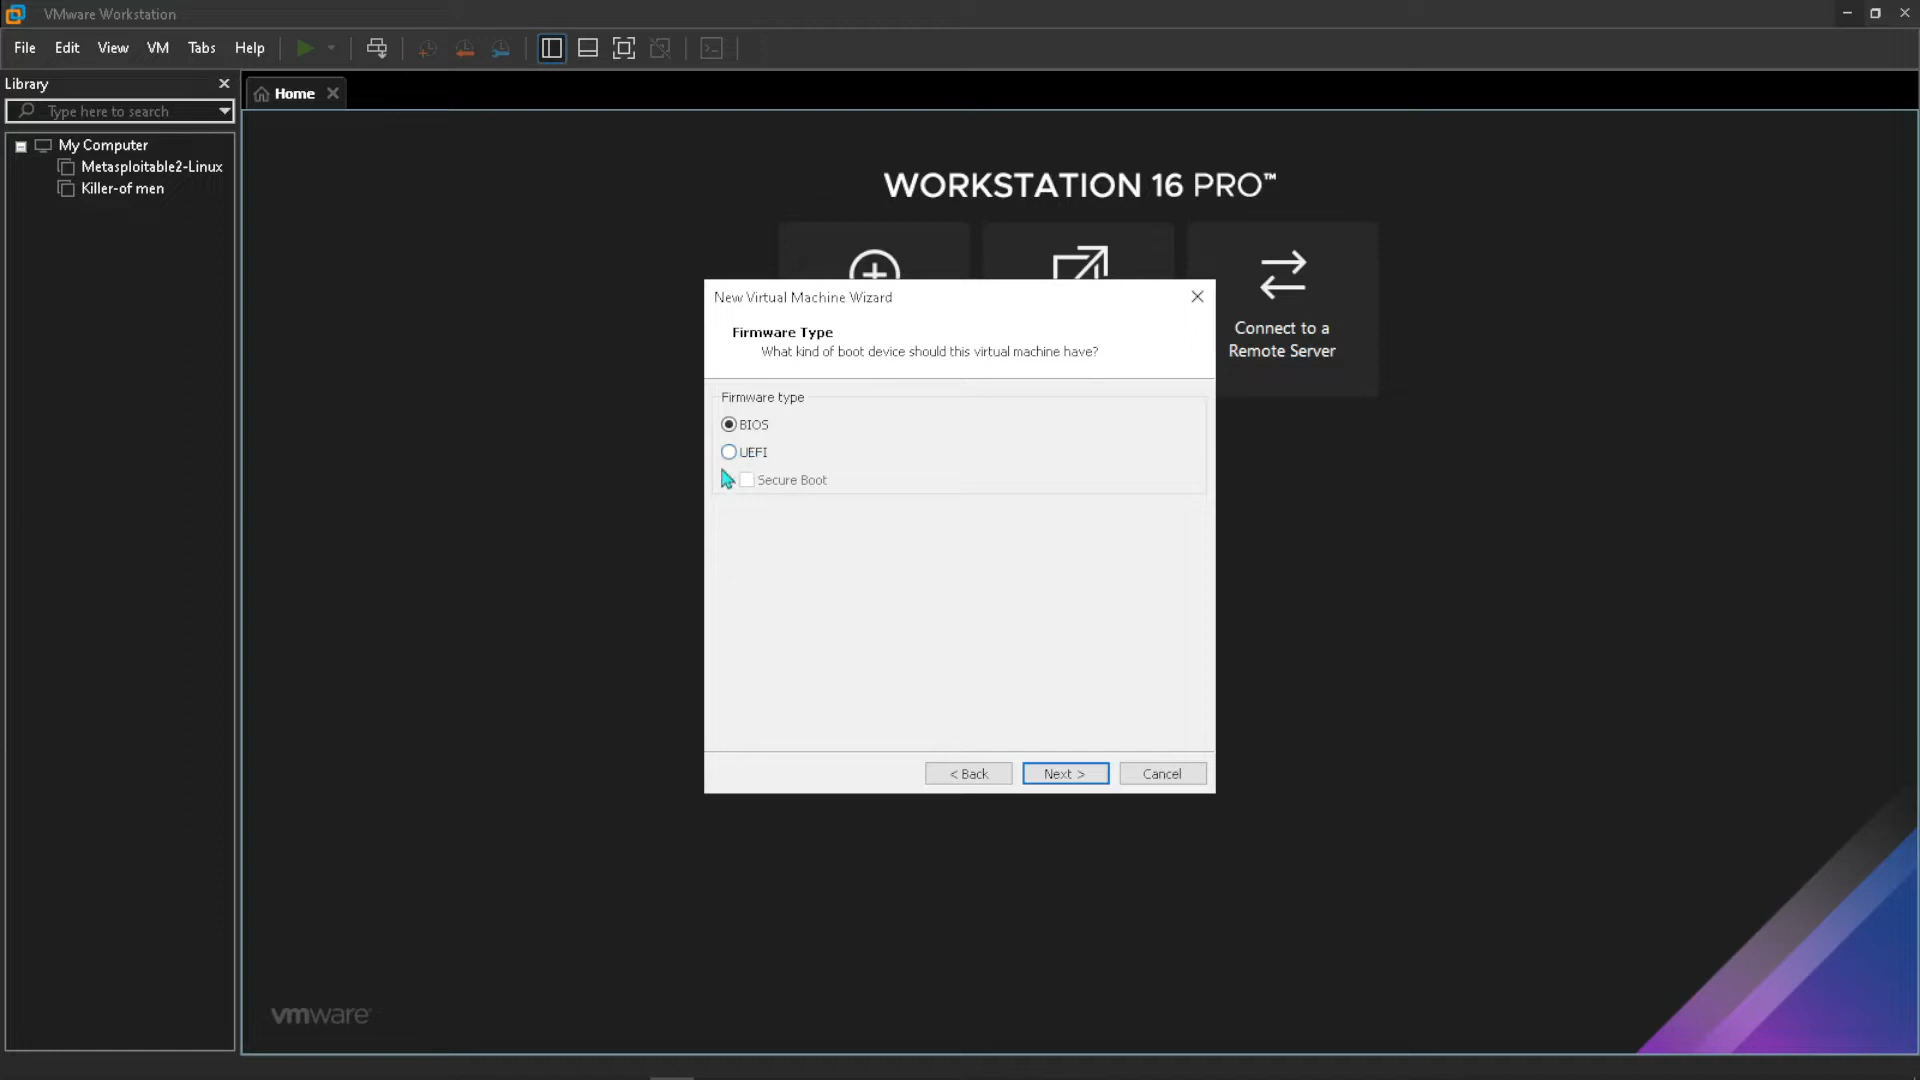 VMware Workstation
File Edit View VM Tabs Help
Library
Type here to search
Home
My Computer
Metasploitable2-Linux
Killer-of men
WORKSTATION 16 PRO™
Connect to a
Remote Server
New Virtual Machine Wizard
Firmware Type
What kind of boot device should this virtual machine have?
Firmware type
BIOS
UEFI
Secure Boot
< Back Next > Cancel
vmware